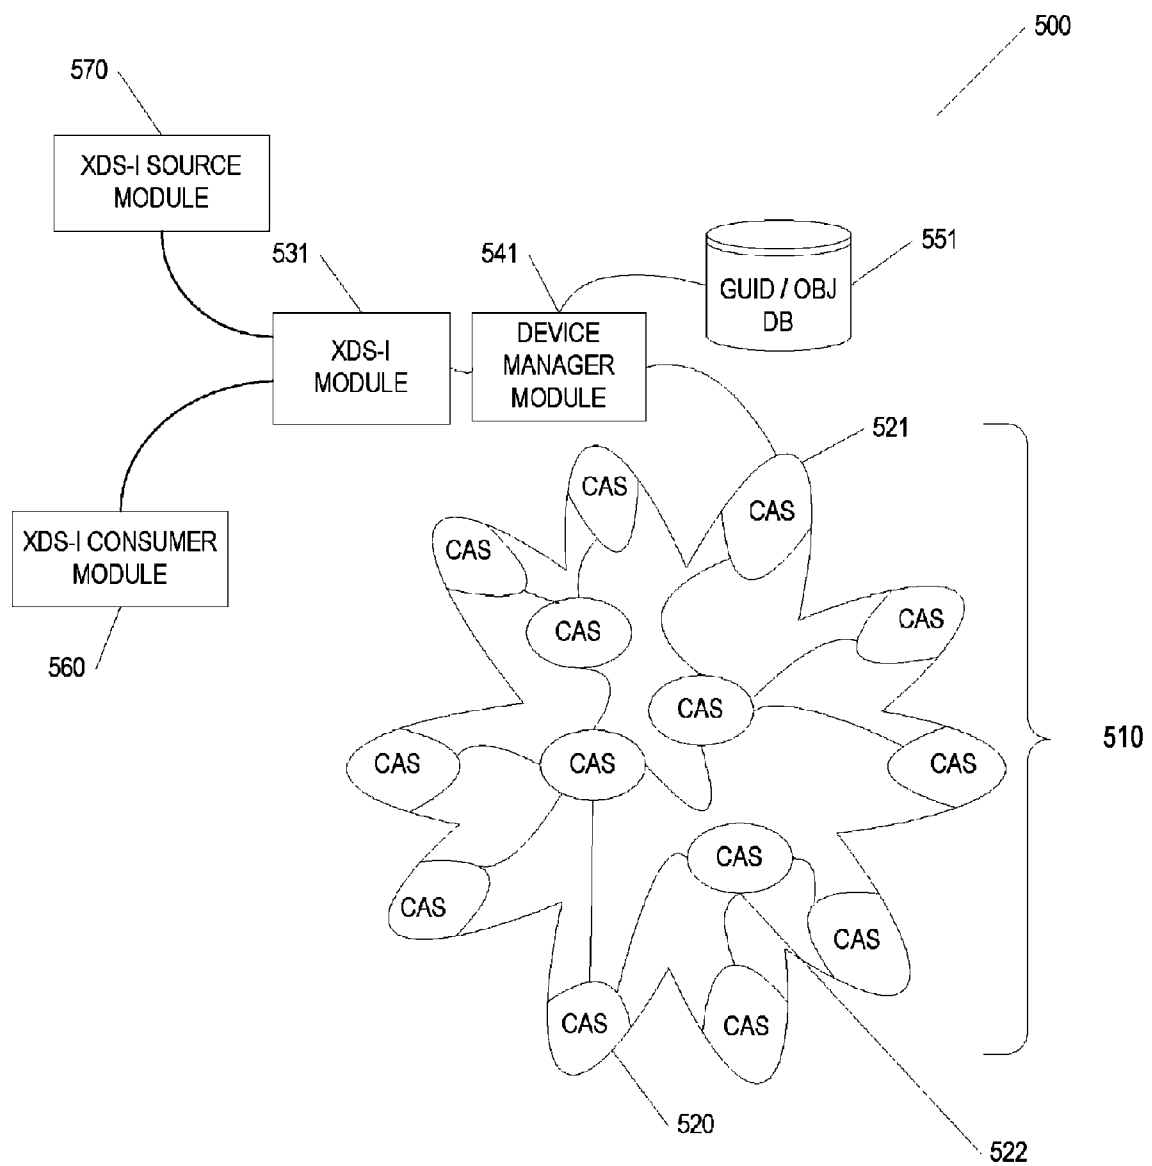 500
570
XDS-I SOURCE
MODULE
531
541
551
GUID / OBJ
DB
XDS-I
MODULE
DEVICE
MANAGER
MODULE
521
CAS
CAS
XDS-I CONSUMER
MODULE
CAS
560
CAS
CAS
CAS
510
CAS
CAS
CAS
CAS
CAS
CAS
CAS
CAS
520
522